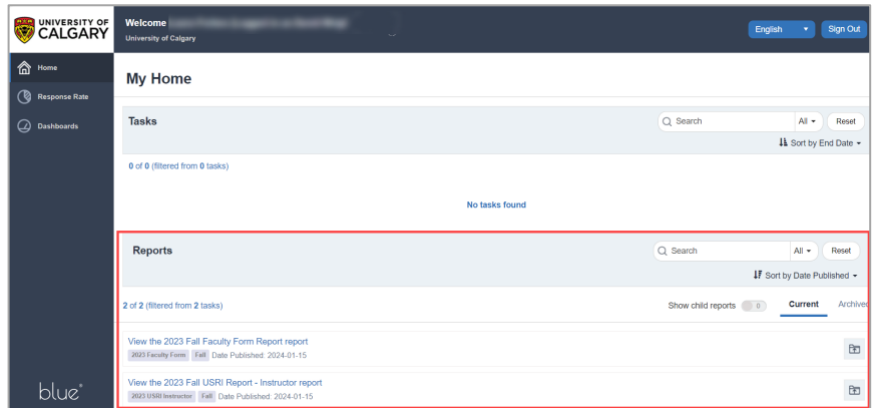 UNIVERSITY OF
CALGARY
Welcome
University of Calgary
English
Sign Out
Home
Response Rate
Dashboards
My Home
Tasks
Search
All
Reset
Sort by End Date
0 of 0 (filtered from 0 tasks)
No tasks found
Reports
Search
All
Reset
Sort by Date Published
2 of 2 (filtered from 2 tasks)
Show child reports
0
Current
Archived
View the 2023 Fall Faculty Form Report report
2023 Faculty Form Fall Date Published: 2024-01-15
View the 2023 Fall USRI Report - Instructor report
2023 USRI Instructor Fall Date Published: 2024-01-15
blue